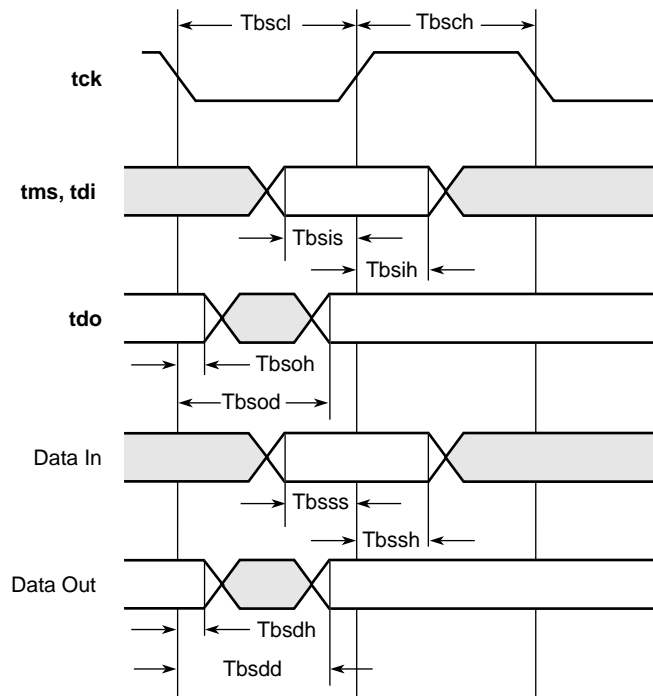 Tbscl
Tbsch
tck
tms, tdi
Tbsis
Tbsih
tdo
Tbsoh
Tbsod
Data In
Tbsss
Tbssh
Data Out
Tbsdh
Tbsdd